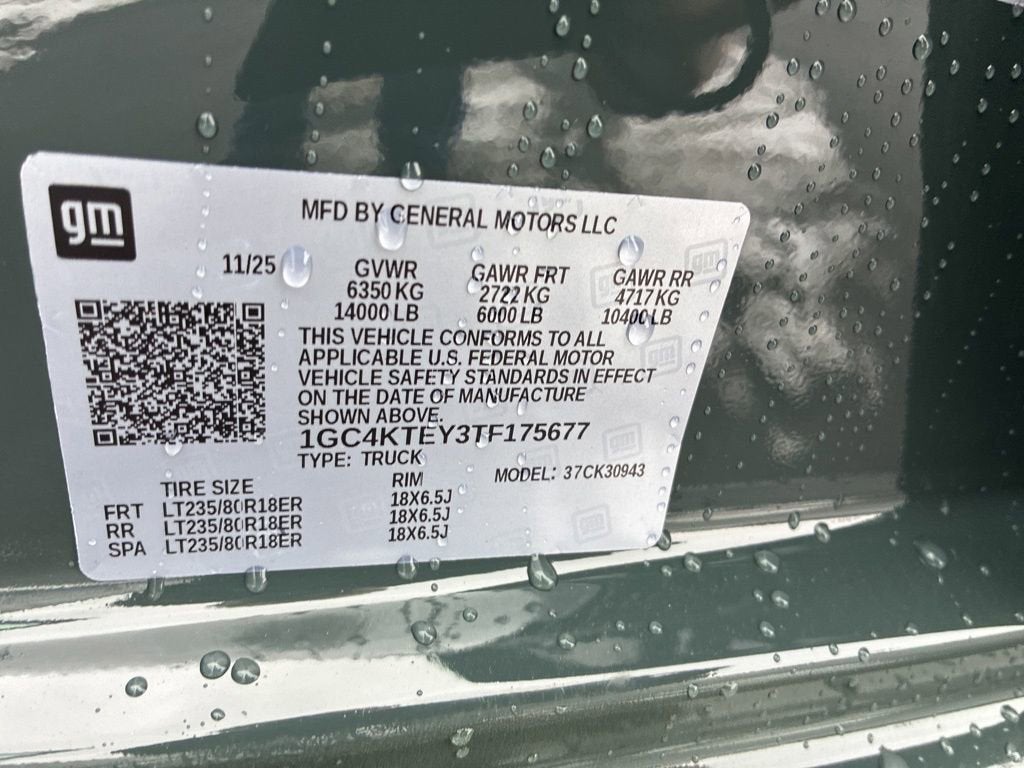 gm
MFD BY GENERAL MOTORS LLC
11/25 GVWR GAWR FRT GAWR RR
6350 KG 2722 KG 4717 KG
14000 LB 6000 LB 10400 LB
THIS VEHICLE CONFORMS TO ALL
APPLICABLE U.S. FEDERAL MOTOR
VEHICLE SAFETY STANDARDS IN EFFECT
ON THE DATE OF MANUFACTURE
SHOWN ABOVE.
1GC4KTEY3TF175677
TYPE: TRUCK MODEL: 37CK30943
TIRE SIZE RIM
FRT LT235/80R18ER 18X6.5J
RR LT235/80R18ER 18X6.5J
SPA LT235/80R18ER 18X6.5J